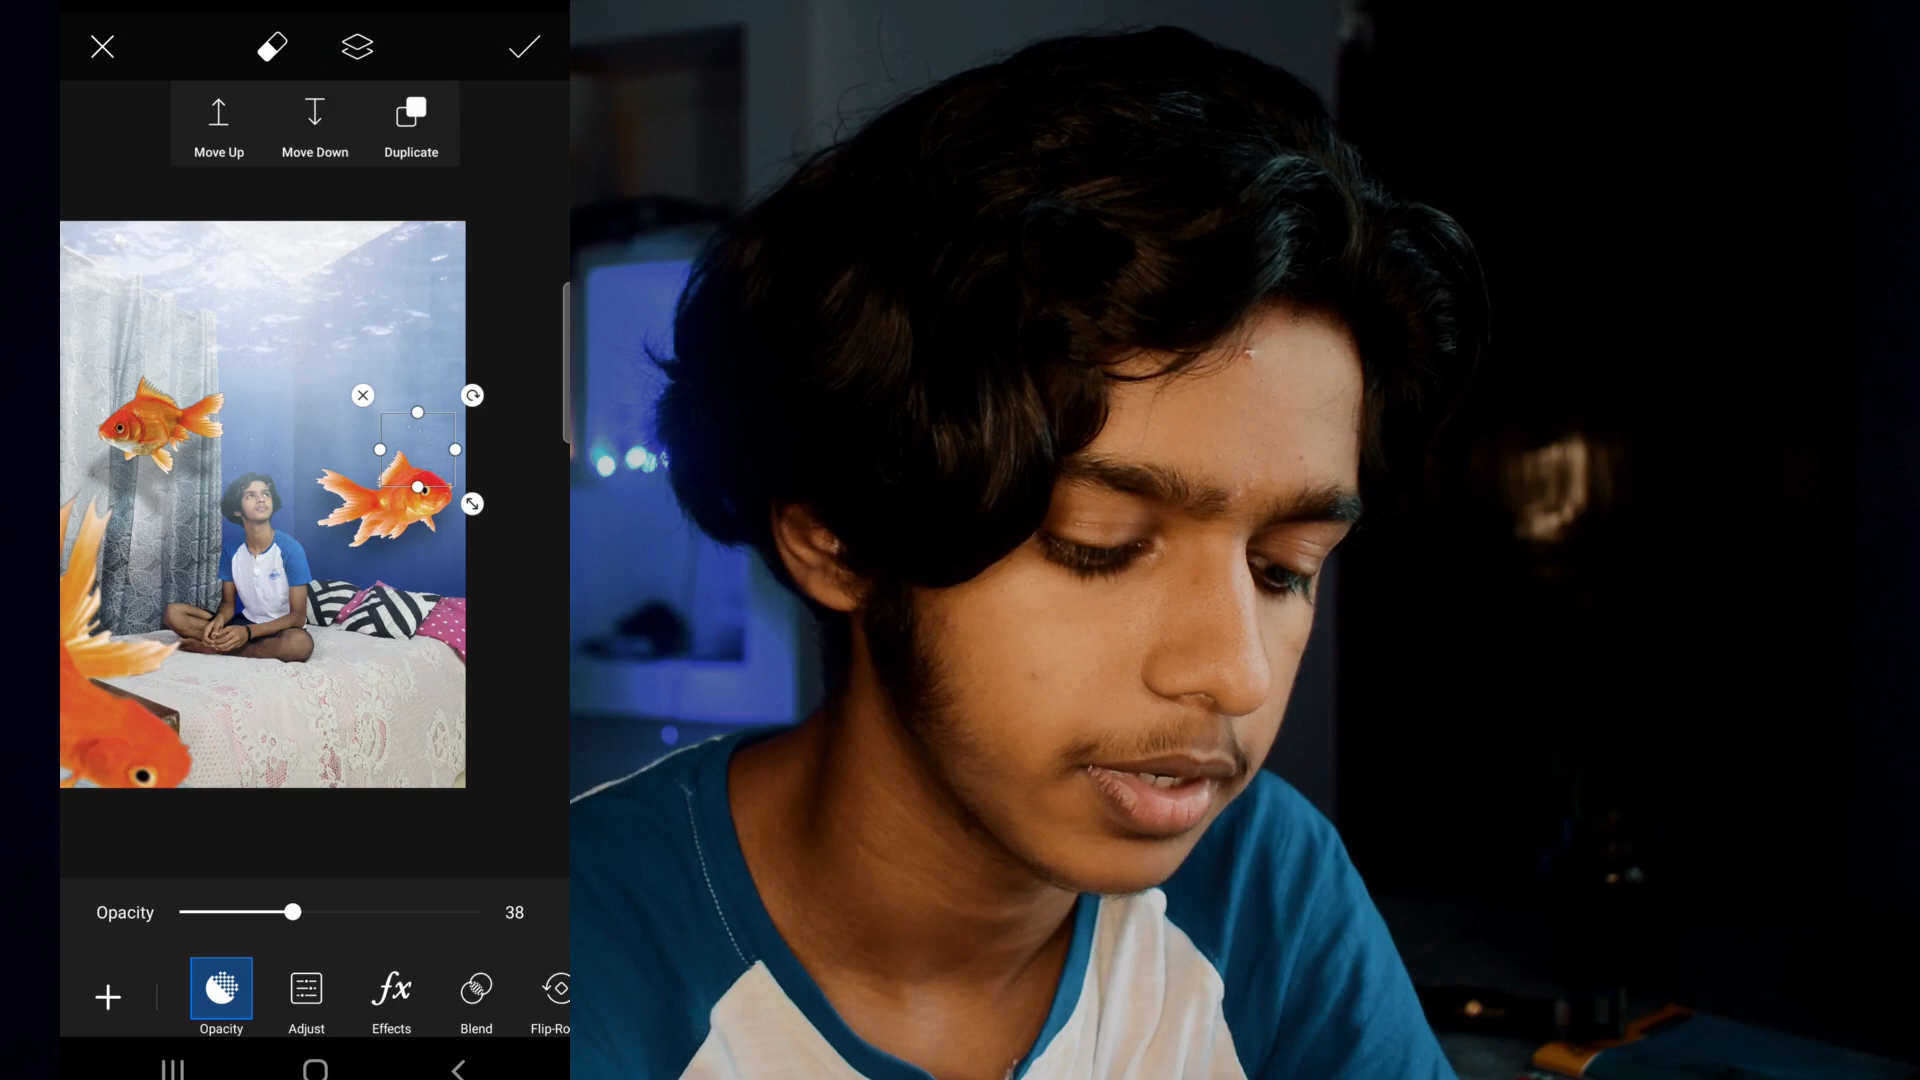 Move Up Move Down Duplicate
Opacity 38
Opacity Adjust Effects Blend Flip-Ro